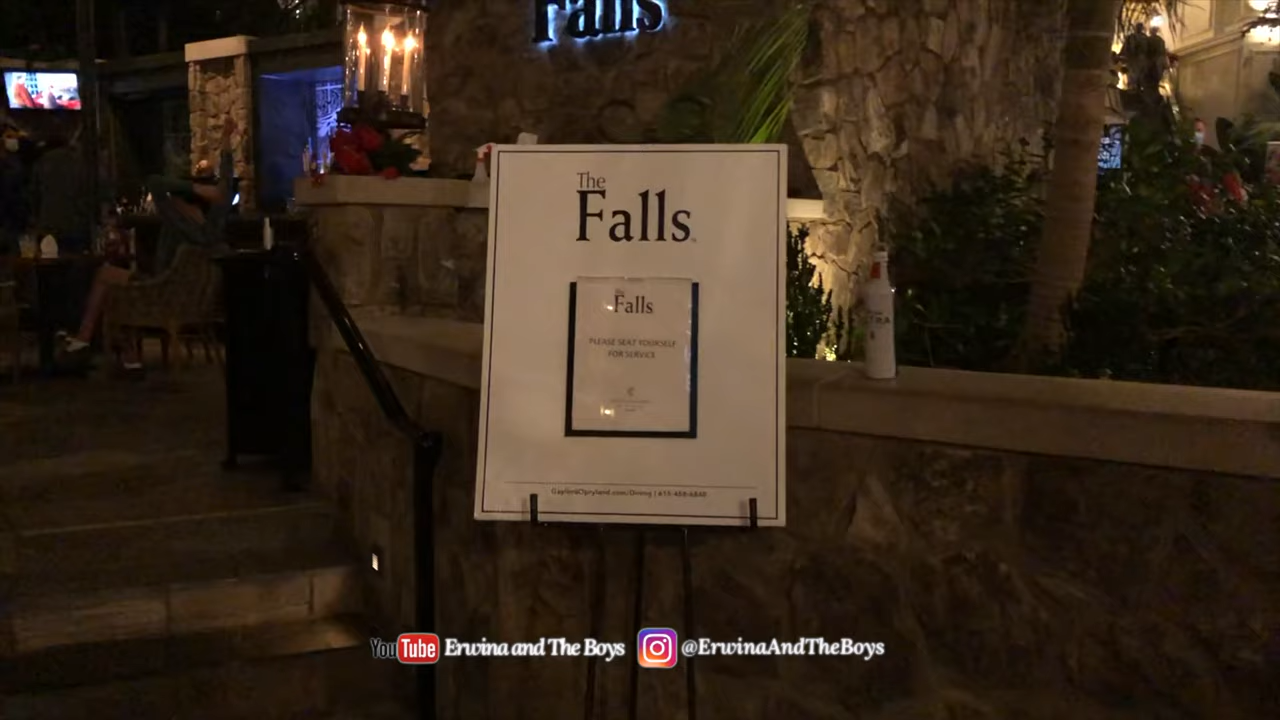 Falls
The
Falls
The
Falls
PLEASE SEAT YOURSELF
FOR SERVICE
GaylordOpryland.com/Dining | 615-458-6848
TRA
YouTube Erwina and The Boys @ErwinaAndTheBoys